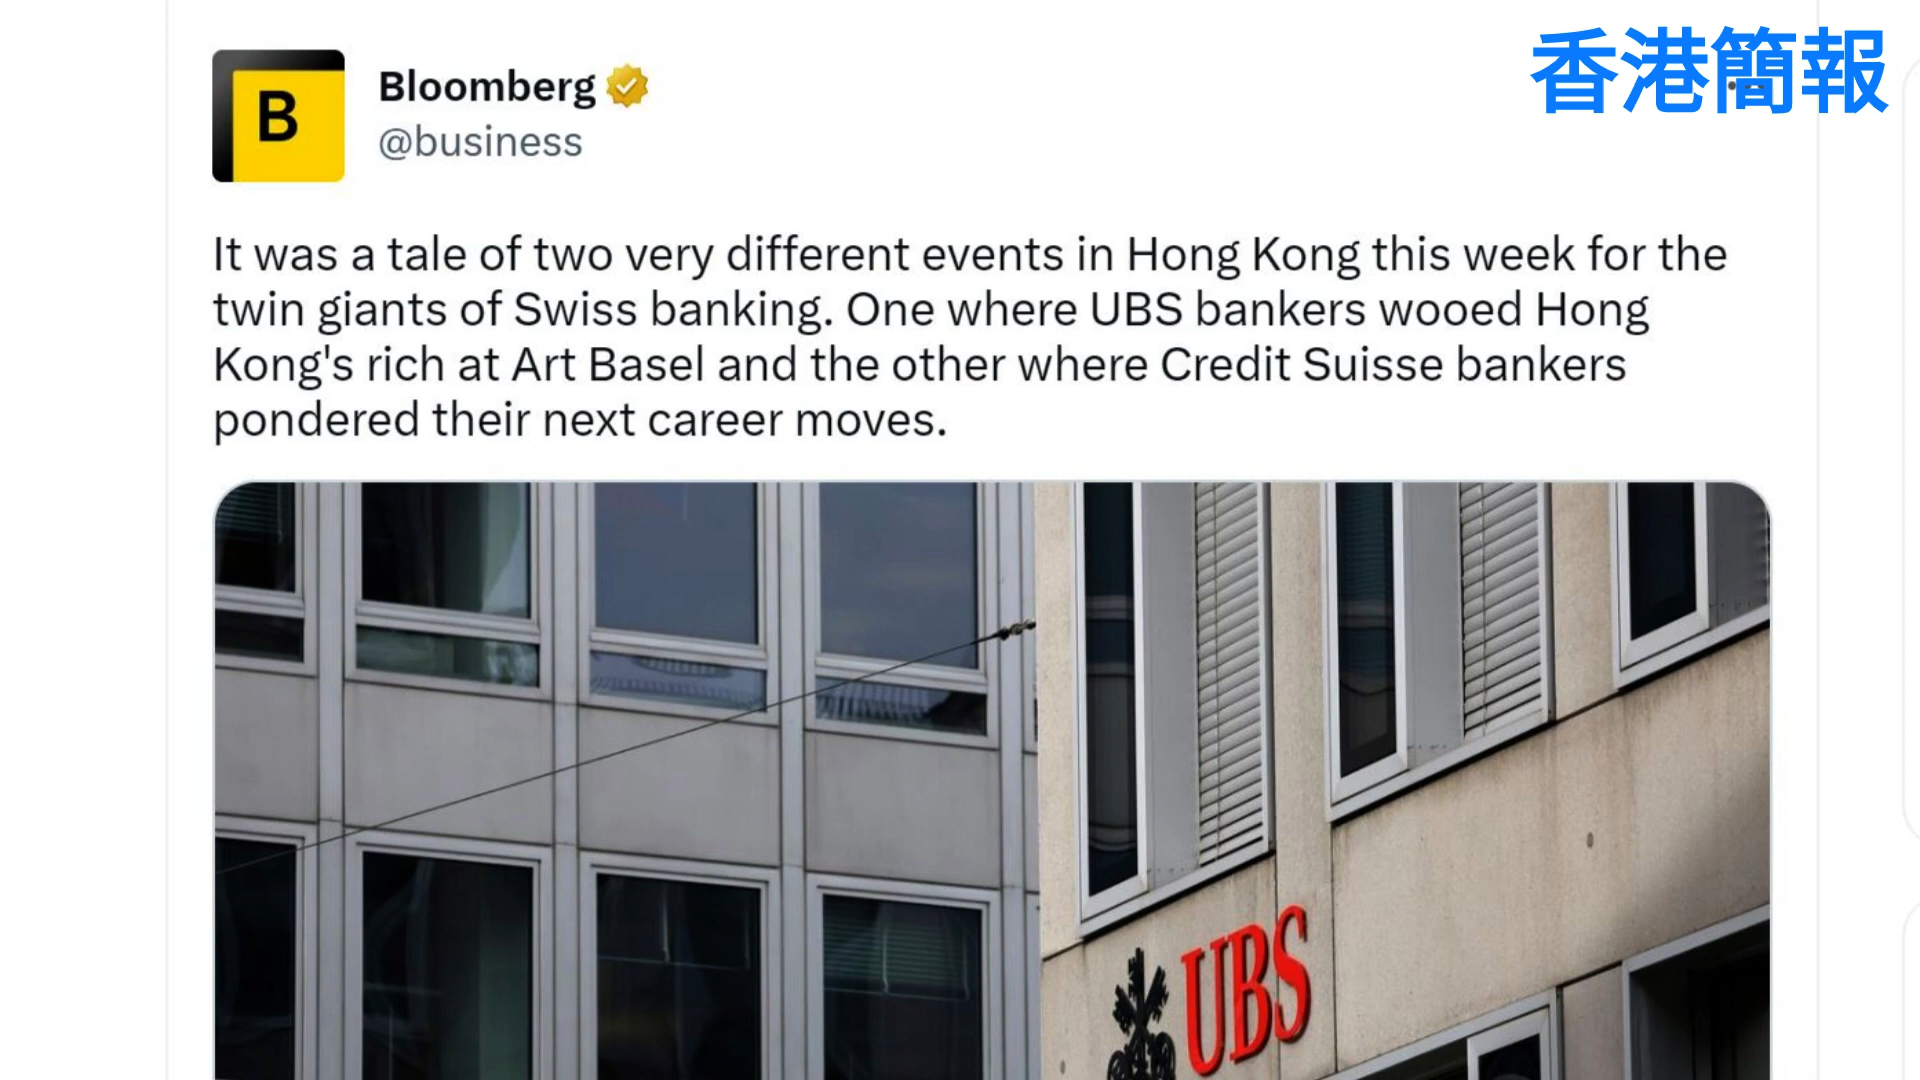 香港簡報
B
Bloomberg
@business
It was a tale of two very different events in Hong Kong this week for the
twin giants of Swiss banking. One where UBS bankers wooed Hong
Kong's rich at Art Basel and the other where Credit Suisse bankers
pondered their next career moves.
UBS